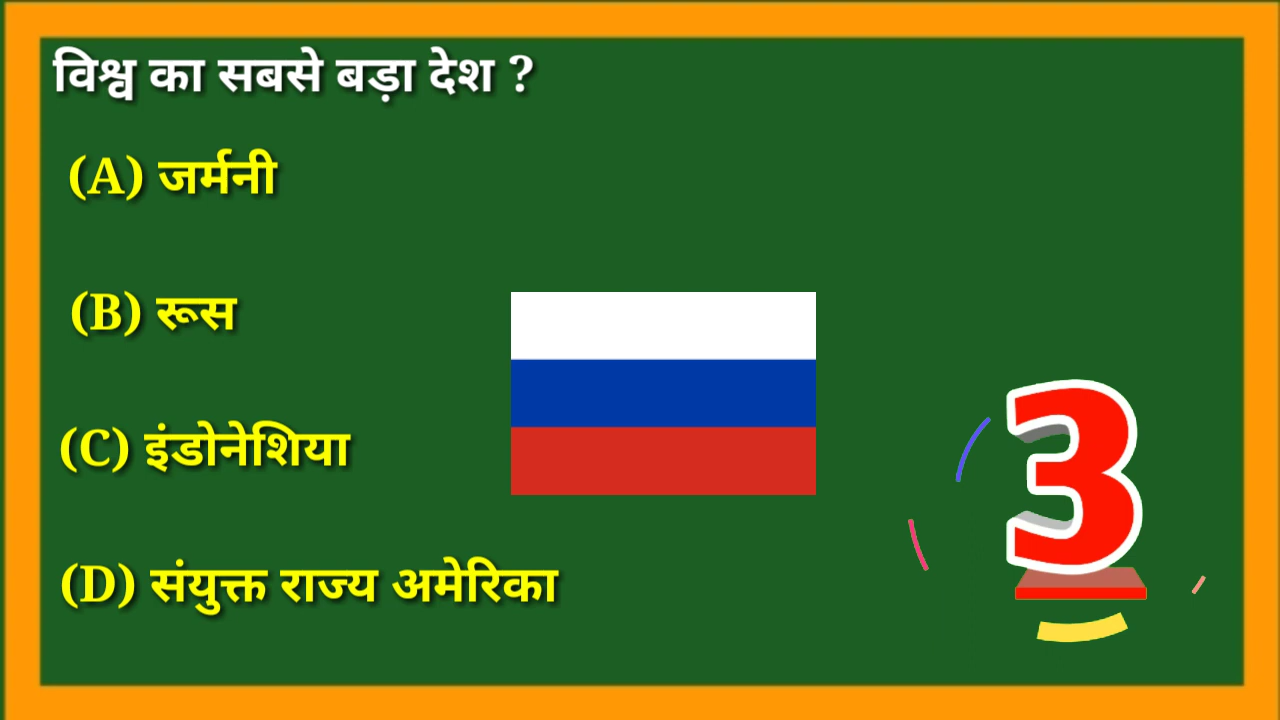 विश्व का सबसे बड़ा देश ?
(A) जर्मनी
(B) रूस
(C) इंडोनेशिया
3
(D) संयुक्त राज्य अमेरिका